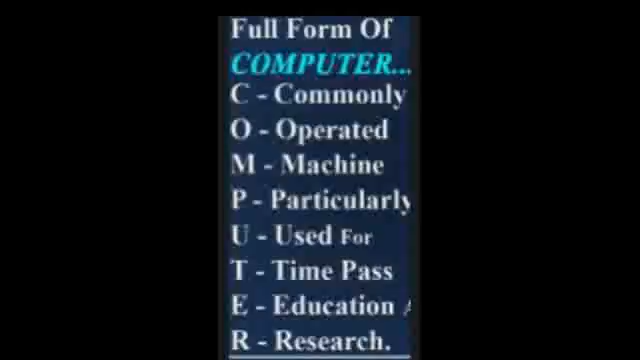 Full Form Of
COMPUTER...
C - Commonly
O - Operated
M - Machine
P - Particularly
U - Used For
T - Time Pass
E - Education
R - Research.